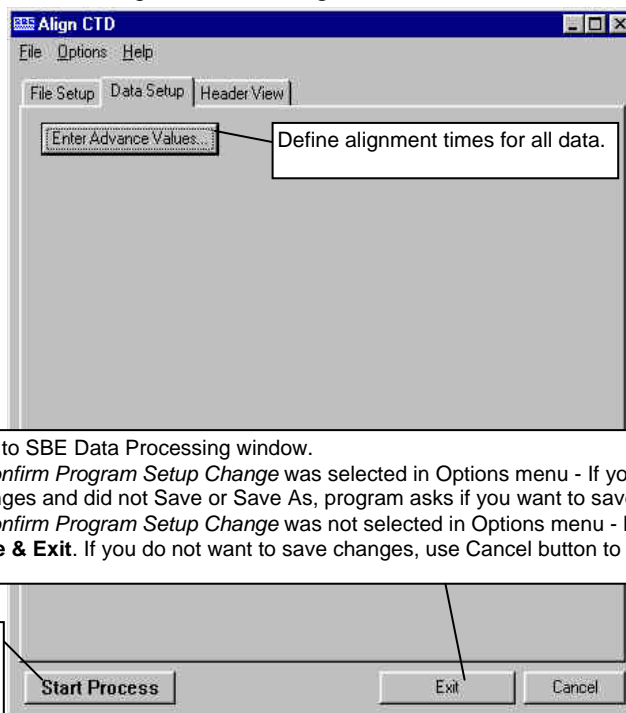 SBE Align CTD
File Options Help
File Setup Data Setup Header View
Enter Advance Values...
Define alignment times for all data.
to SBE Data Processing window.
nfirm Program Setup Change was selected in Options menu - If yo
nges and did not Save or Save As, program asks if you want to save
nfirm Program Setup Change was not selected in Options menu -
e & Exit. If you do not want to save changes, use Cancel button to
Start Process Exit Cancel